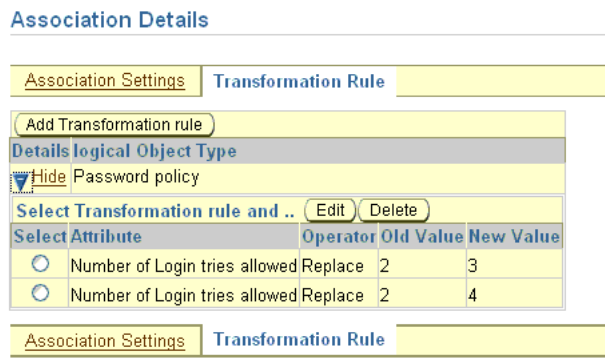 Association Details
Association Settings Transformation Rule
Add Transformation rule
Details logical Object Type
Hide Password policy
Select Transformation rule and .. Edit Delete
Select Attribute Operator Old Value New Value
Number of Login tries allowed Replace 2 3
Number of Login tries allowed Replace 2 4
Association Settings Transformation Rule